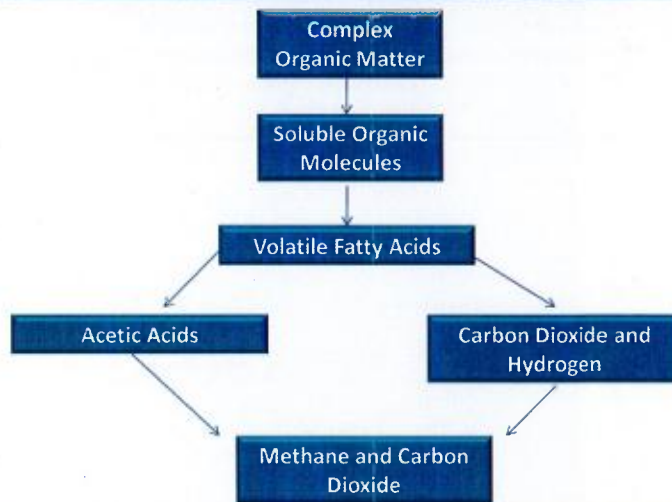 Complex
Organic Matter
Soluble Organic
Molecules
Volatile Fatty Acids
Acetic Acids
Carbon Dioxide and
Hydrogen
Methane and Carbon
Dioxide